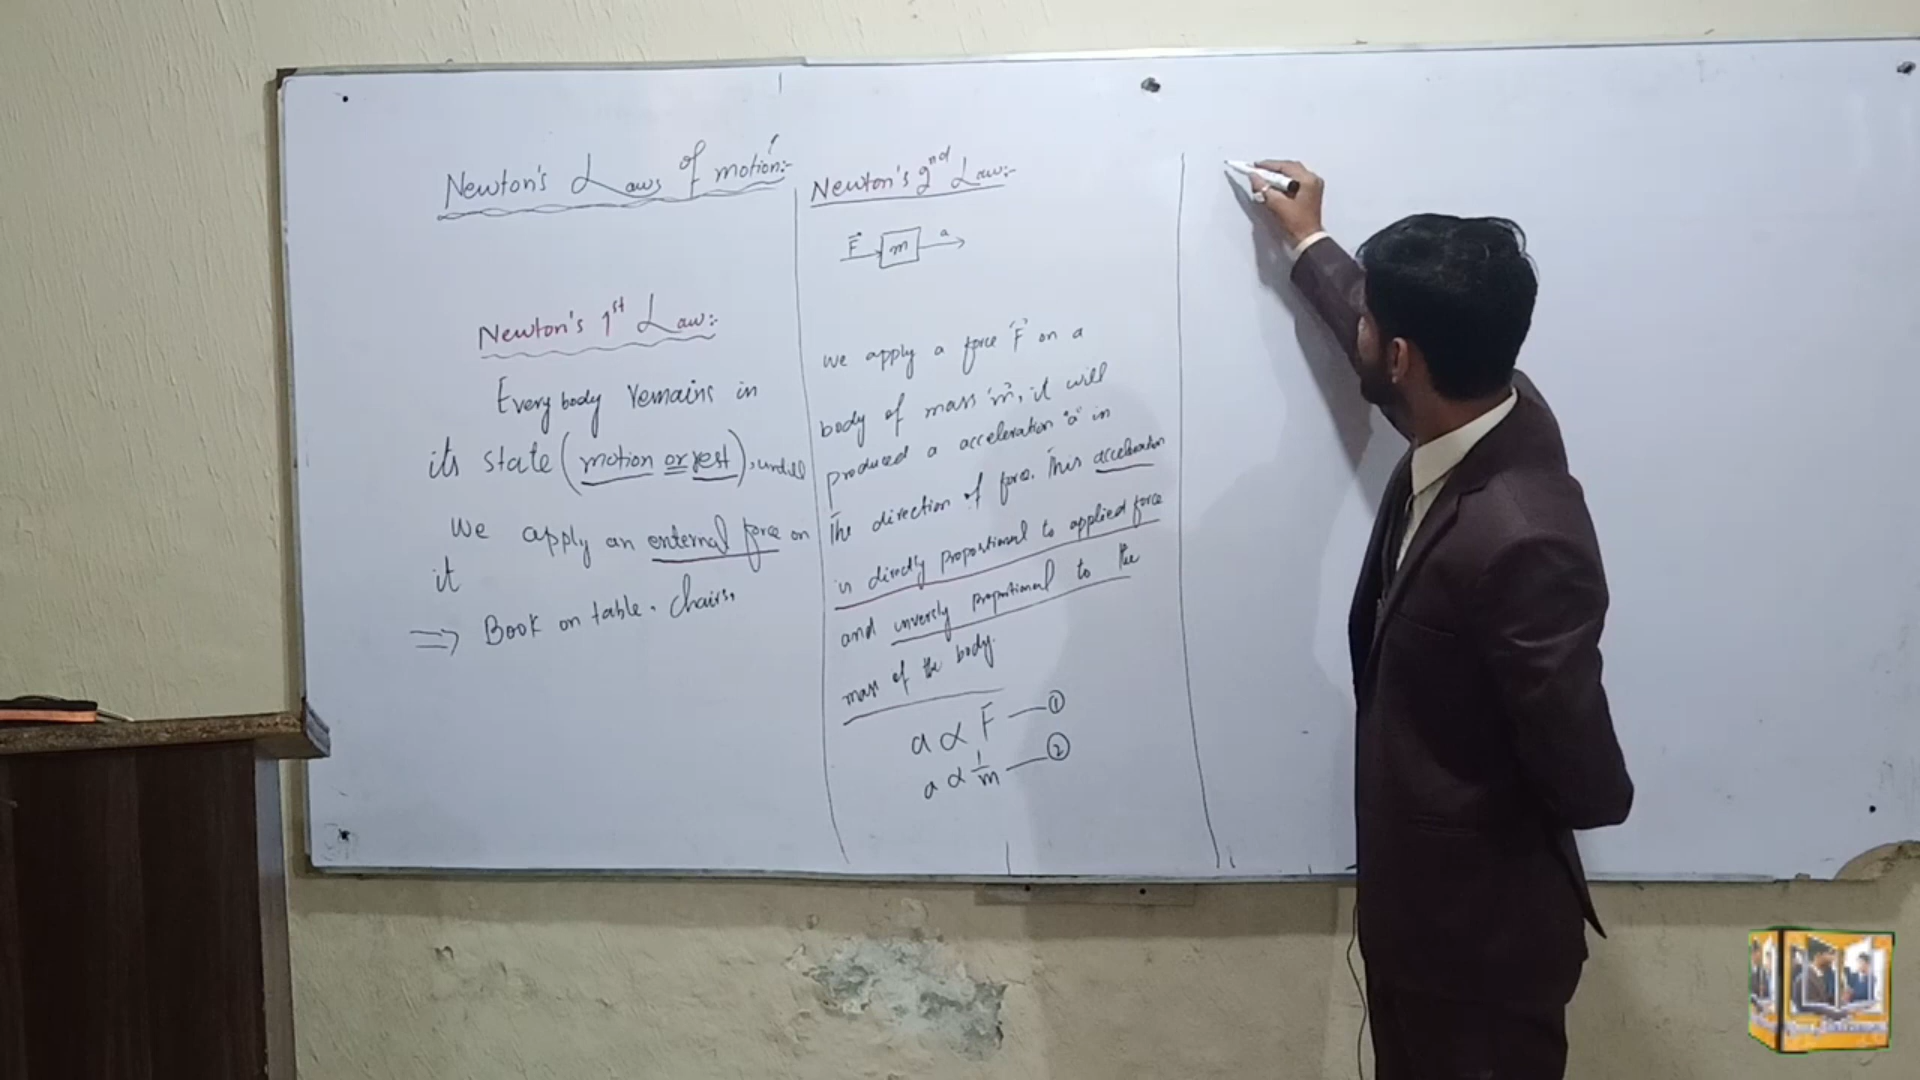 Newton's Laws of motion:-
Newton's 1st Law:-
Every body remains in
its state (motion or rest), untill
we apply an external force on
it
⇒ Book on table. Chairs.
Newton's 2nd Law:-
F m a
we apply a force "F" on a
body of mass "m", it will
produced a acceleration "a" in
the direction of force. This acceleration
is directly proportional to applied force
and inversly proportional to the
mass of the body.
a ∝ F — ①
a ∝ 1/m — ②